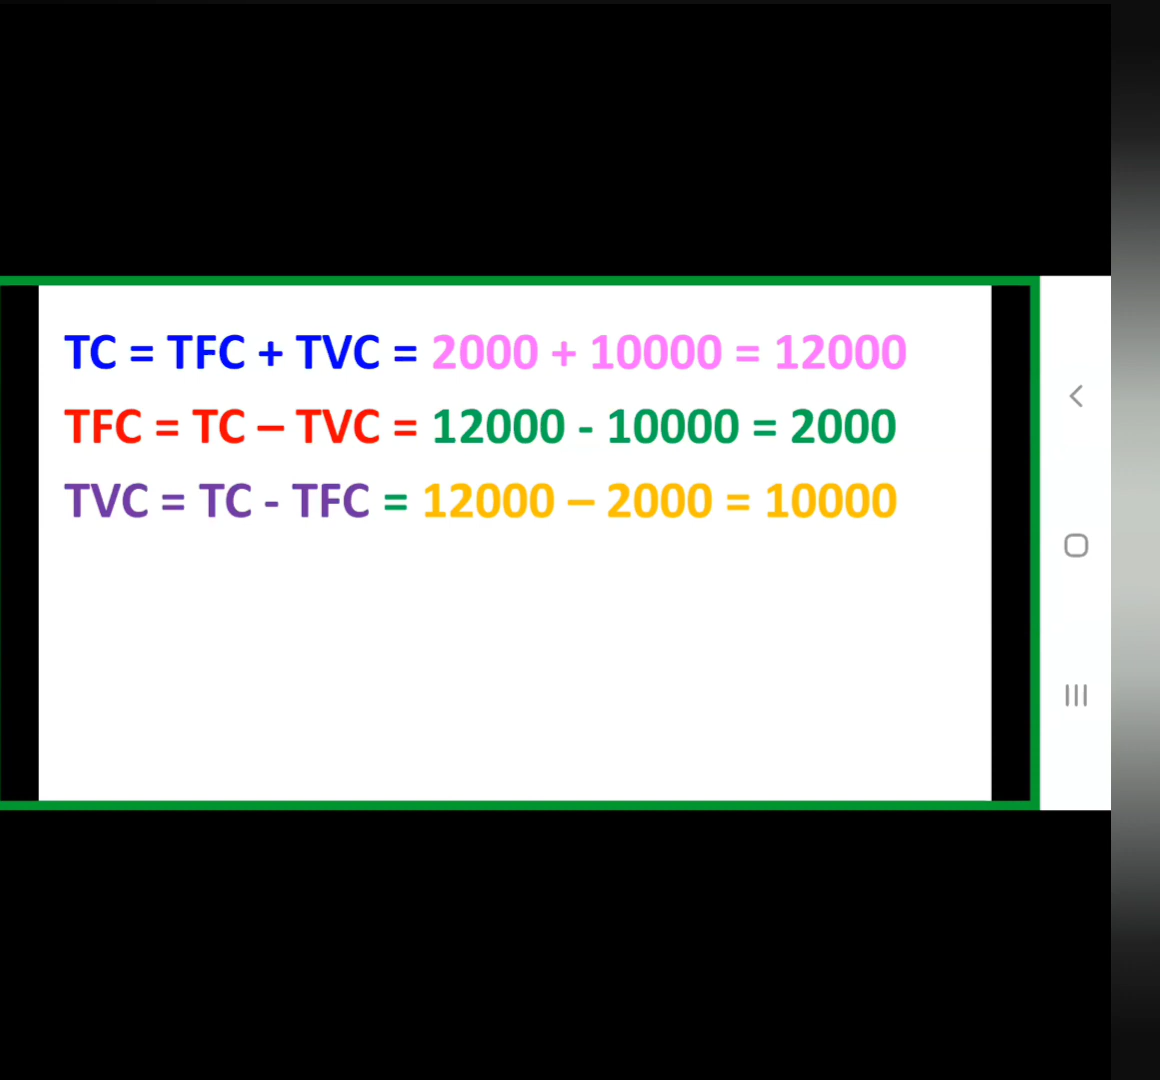 TC = TFC + TVC = 2000 + 10000 = 12000
TFC = TC – TVC = 12000 - 10000 = 2000
TVC = TC - TFC = 12000 – 2000 = 10000